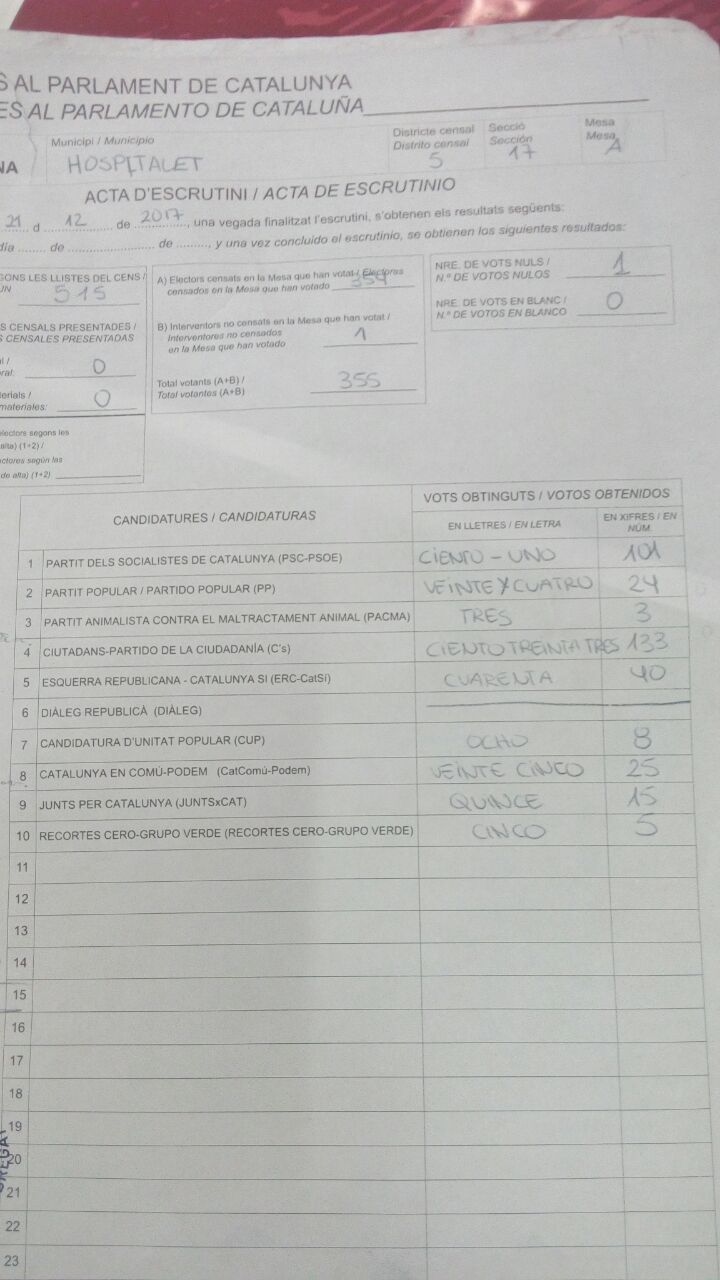 S AL PARLAMENT DE CATALUNYA
ES AL PARLAMENTO DE CATALUÑA
NA
Municipi / Municipio
HOSPITALET
Districte censal
Distrito censal
5
Secció
Sección
17
Mesa
Mesa
A
ACTA D'ESCRUTINI / ACTA DE ESCRUTINIO
21 d 12 de 2017, una vegada finalitzat l'escrutini, s'obtenen els resultats següents:
día ........ de ........................ de ........, y una vez concluido el escrutinio, se obtienen los siguientes resultados:
GONS LES LLISTES DEL CENS /
ÚN
515
S CENSALS PRESENTADES /
S CENSALES PRESENTADAS
al /
oral: 0
terials /
materiales: 0
electors segons les
alta) (1+2) /
ectores según las
de alta) (1+2)
A) Electors censats en la Mesa que han votat / Electores
censados en la Mesa que han votado 354
B) Interventors no censats en la Mesa que han votat /
Interventores no censados
en la Mesa que han votado 1
Total votants (A+B) /
Total votantes (A+B) 355
NRE. DE VOTS NULS /
N.º DE VOTOS NULOS 1
NRE. DE VOTS EN BLANC /
N.º DE VOTOS EN BLANCO 0
CANDIDATURES / CANDIDATURAS
VOTS OBTINGUTS / VOTOS OBTENIDOS
EN LLETRES / EN LETRA
EN XIFRES / EN
NÚM.
1 PARTIT DELS SOCIALISTES DE CATALUNYA (PSC-PSOE) CIENTO - UNO 101
2 PARTIT POPULAR / PARTIDO POPULAR (PP) VEINTE Y CUATRO 24
3 PARTIT ANIMALISTA CONTRA EL MALTRACTAMENT ANIMAL (PACMA) TRES 3
4 CIUTADANS-PARTIDO DE LA CIUDADANÍA (C's) CIENTO TREINTA TRES 133
5 ESQUERRA REPUBLICANA - CATALUNYA SÍ (ERC-CatSí) CUARENTA 40
6 DIÀLEG REPUBLICÀ (DIÀLEG)
7 CANDIDATURA D'UNITAT POPULAR (CUP) OCHO 8
8 CATALUNYA EN COMÚ-PODEM (CatComú-Podem) VEINTE CINCO 25
9 JUNTS PER CATALUNYA (JUNTSxCAT) QUINCE 15
10 RECORTES CERO-GRUPO VERDE (RECORTES CERO-GRUPO VERDE) CINCO 5
11
12
13
14
15
16
17
18
19
20
21
22
23